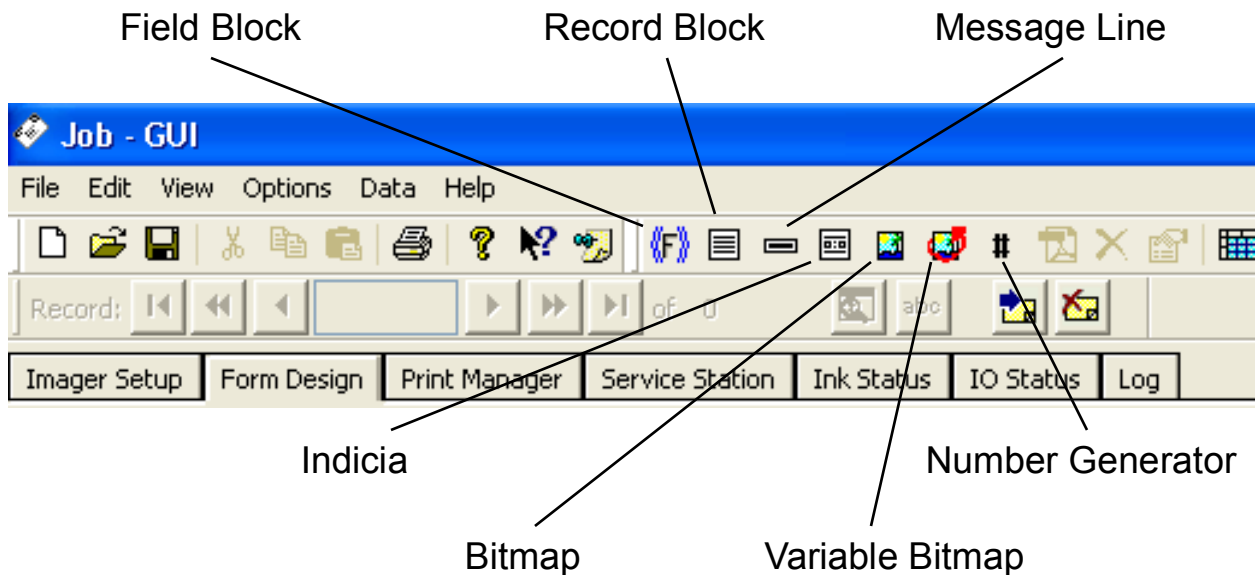 Field Block Record Block Message Line
Job - GUI
File Edit View Options Data Help
? ? {F} #
Record: of 0 abc
Imager Setup Form Design Print Manager Service Station Ink Status IO Status Log
Indicia Number Generator
Bitmap Variable Bitmap